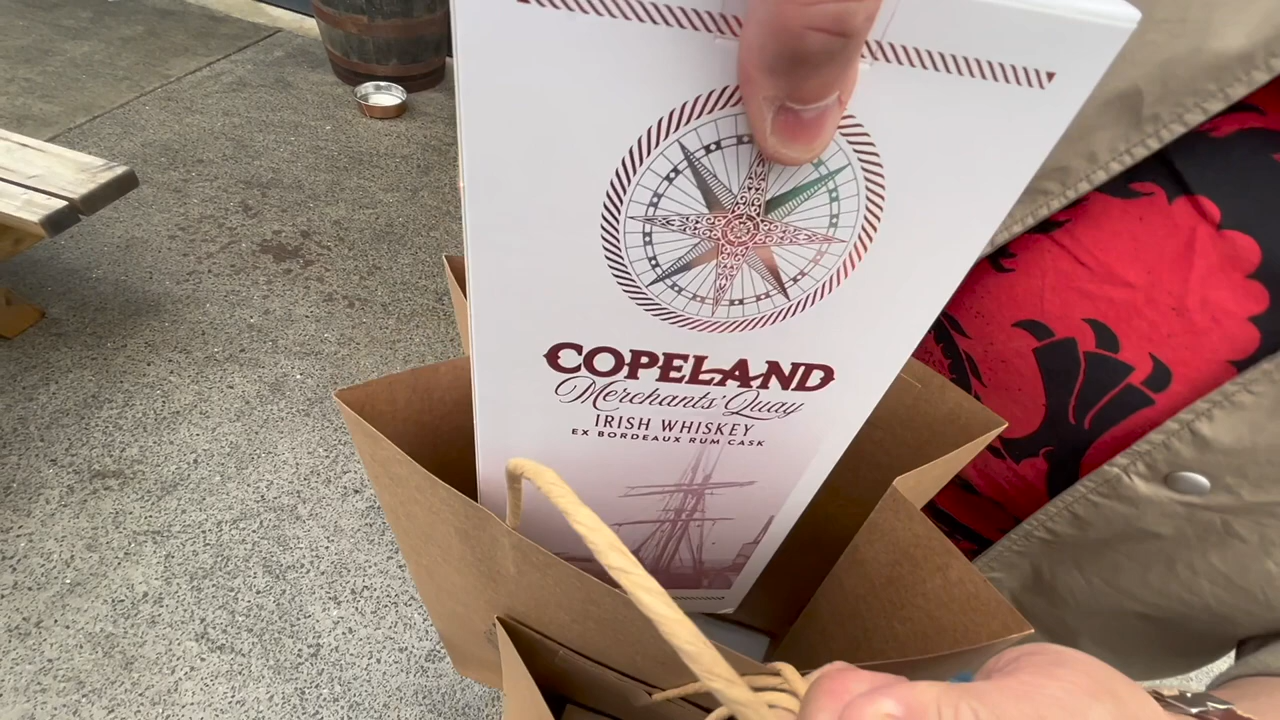 COPELAND
Merchants' Quay
IRISH WHISKEY
EX BORDEAUX RUM CASK